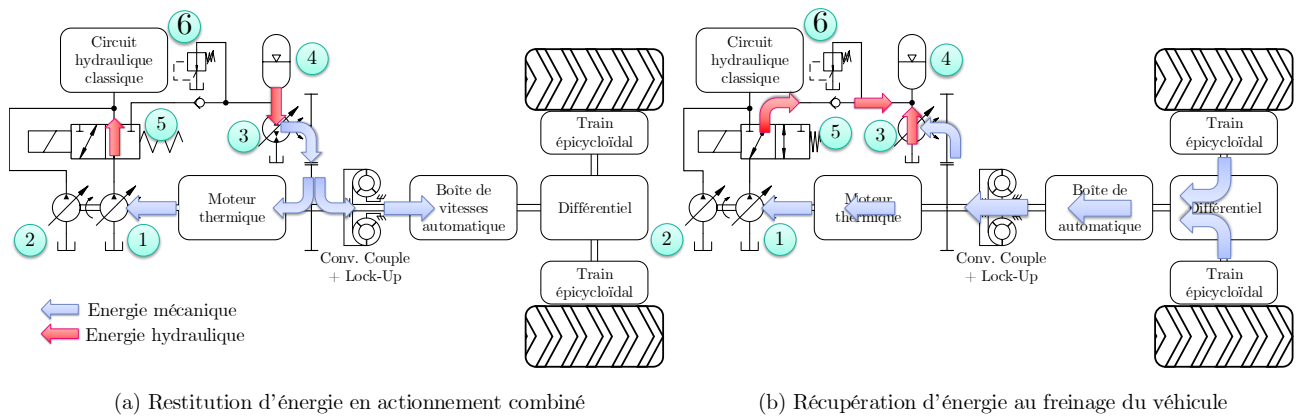 6
Circuit
hydraulique
classique
4
5
3
Train
épicycloïdal
Moteur
thermique
Boîte de
vitesses
automatique
Différentiel
2
1
Conv. Couple
+ Lock-Up
Train
épicycloïdal
Energie mécanique
Energie hydraulique
(a) Restitution d'énergie en actionnement combiné
6
Circuit
hydraulique
classique
4
5
3
Train
épicycloïdal
Moteur
thermique
Boîte de
automatique
Différentiel
2
1
Conv. Couple
+ Lock-Up
Train
épicycloïdal
(b) Récupération d'énergie au freinage du véhicule